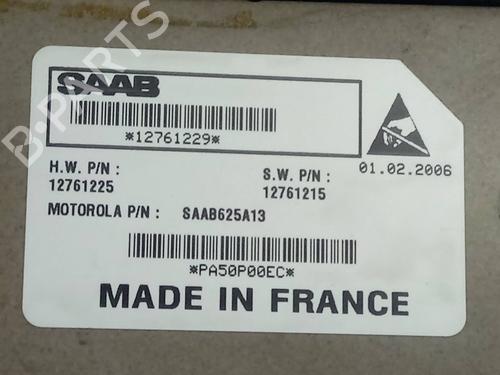 B-PARTS
SAAB
*12761229*
H.W. P/N :
12761225
S.W. P/N :
12761215
01.02.2006
MOTOROLA P/N : SAAB625A13
*PA50P00EC*
MADE IN FRANCE